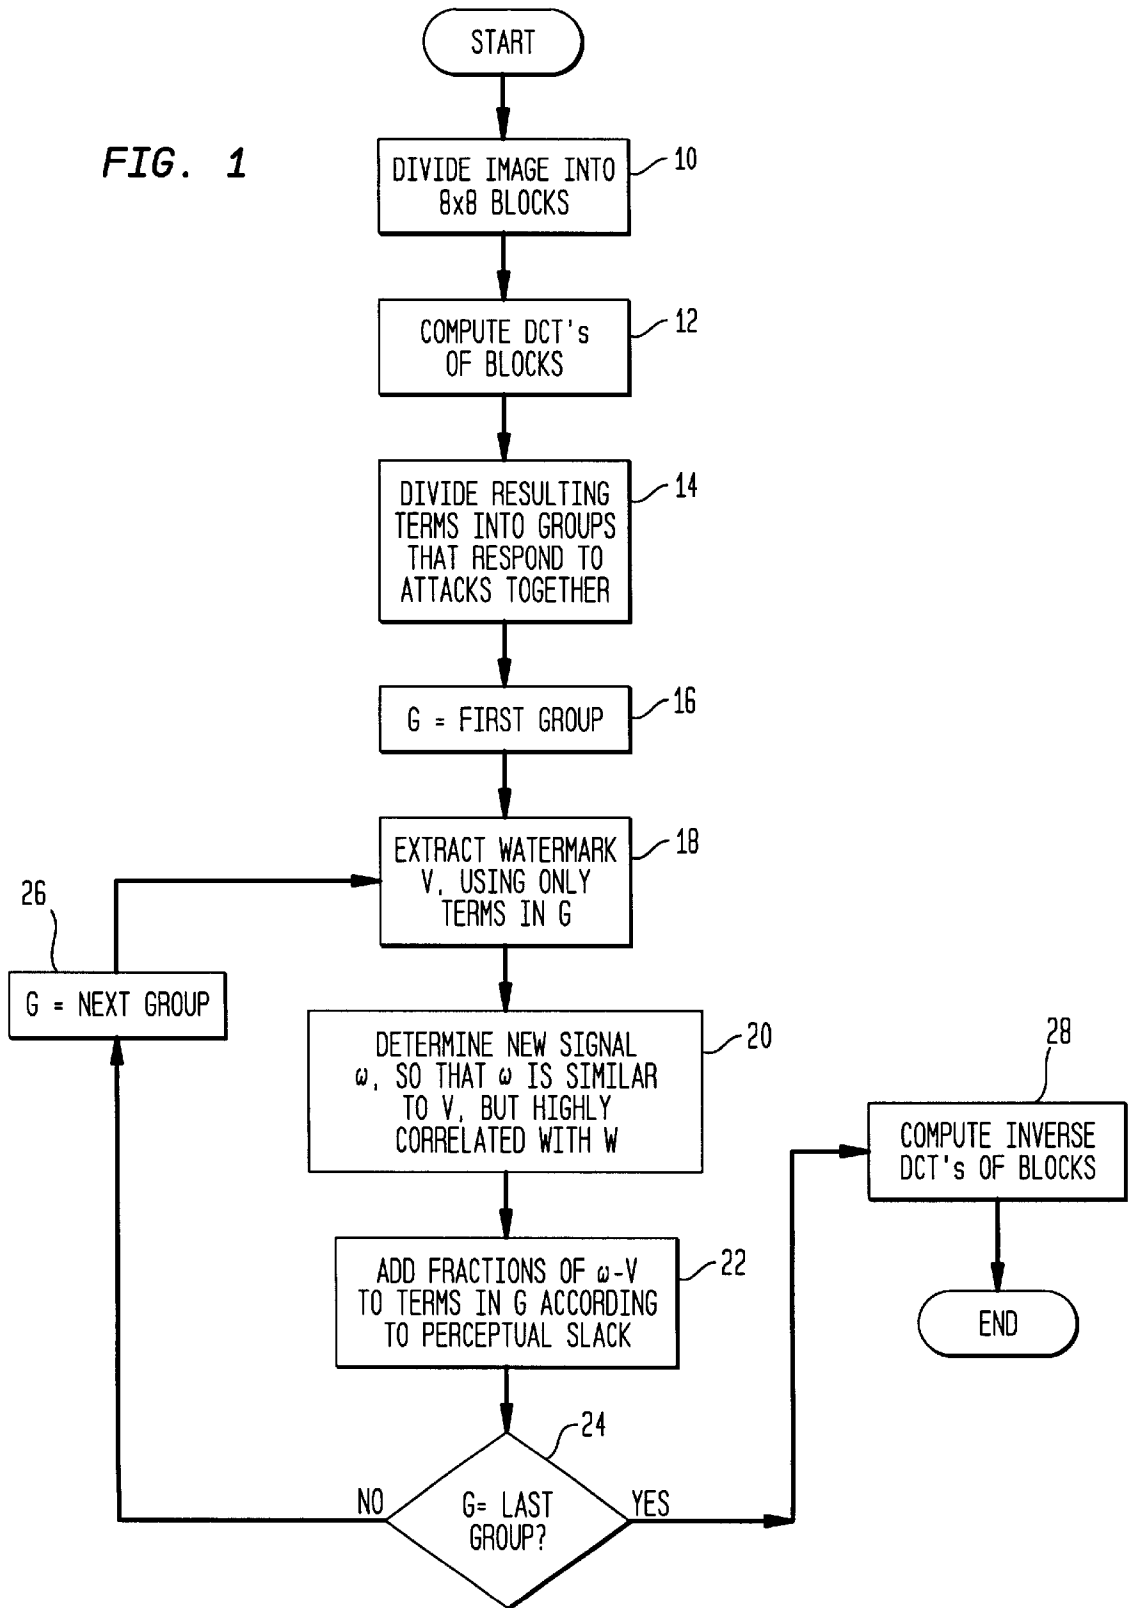 START
FIG. 1
DIVIDE IMAGE INTO
8x8 BLOCKS
10
COMPUTE DCT's
OF BLOCKS
12
DIVIDE RESULTING
TERMS INTO GROUPS
THAT RESPOND TO
ATTACKS TOGETHER
14
G = FIRST GROUP
16
EXTRACT WATERMARK
V, USING ONLY
TERMS IN G
18
26
G = NEXT GROUP
DETERMINE NEW SIGNAL
ω, SO THAT ω IS SIMILAR
TO V, BUT HIGHLY
CORRELATED WITH W
20
28
COMPUTE INVERSE
DCT's OF BLOCKS
ADD FRACTIONS OF ω-V
TO TERMS IN G ACCORDING
TO PERCEPTUAL SLACK
22
END
24
NO
G= LAST
GROUP?
YES